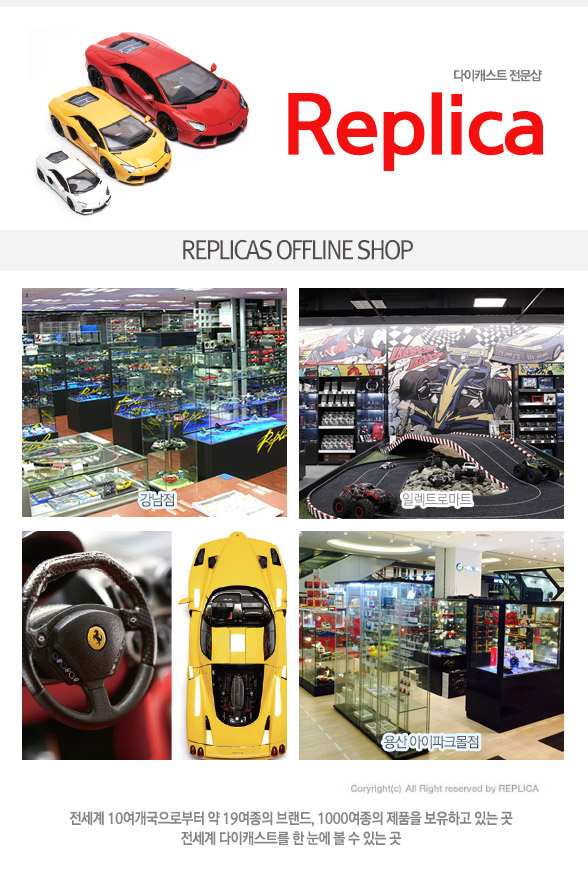 다이캐스트 전문샵
Replica
REPLICAS OFFLINE SHOP
강남점
일렉트로마트
용산 아이파크몰점
Coryright(c) All Right reserved by REPLICA
전세계 10여개국으로부터 약 19여종의 브랜드, 1000여종의 제품을 보유하고 있는 곳
전세계 다이캐스트를 한 눈에 볼 수 있는 곳